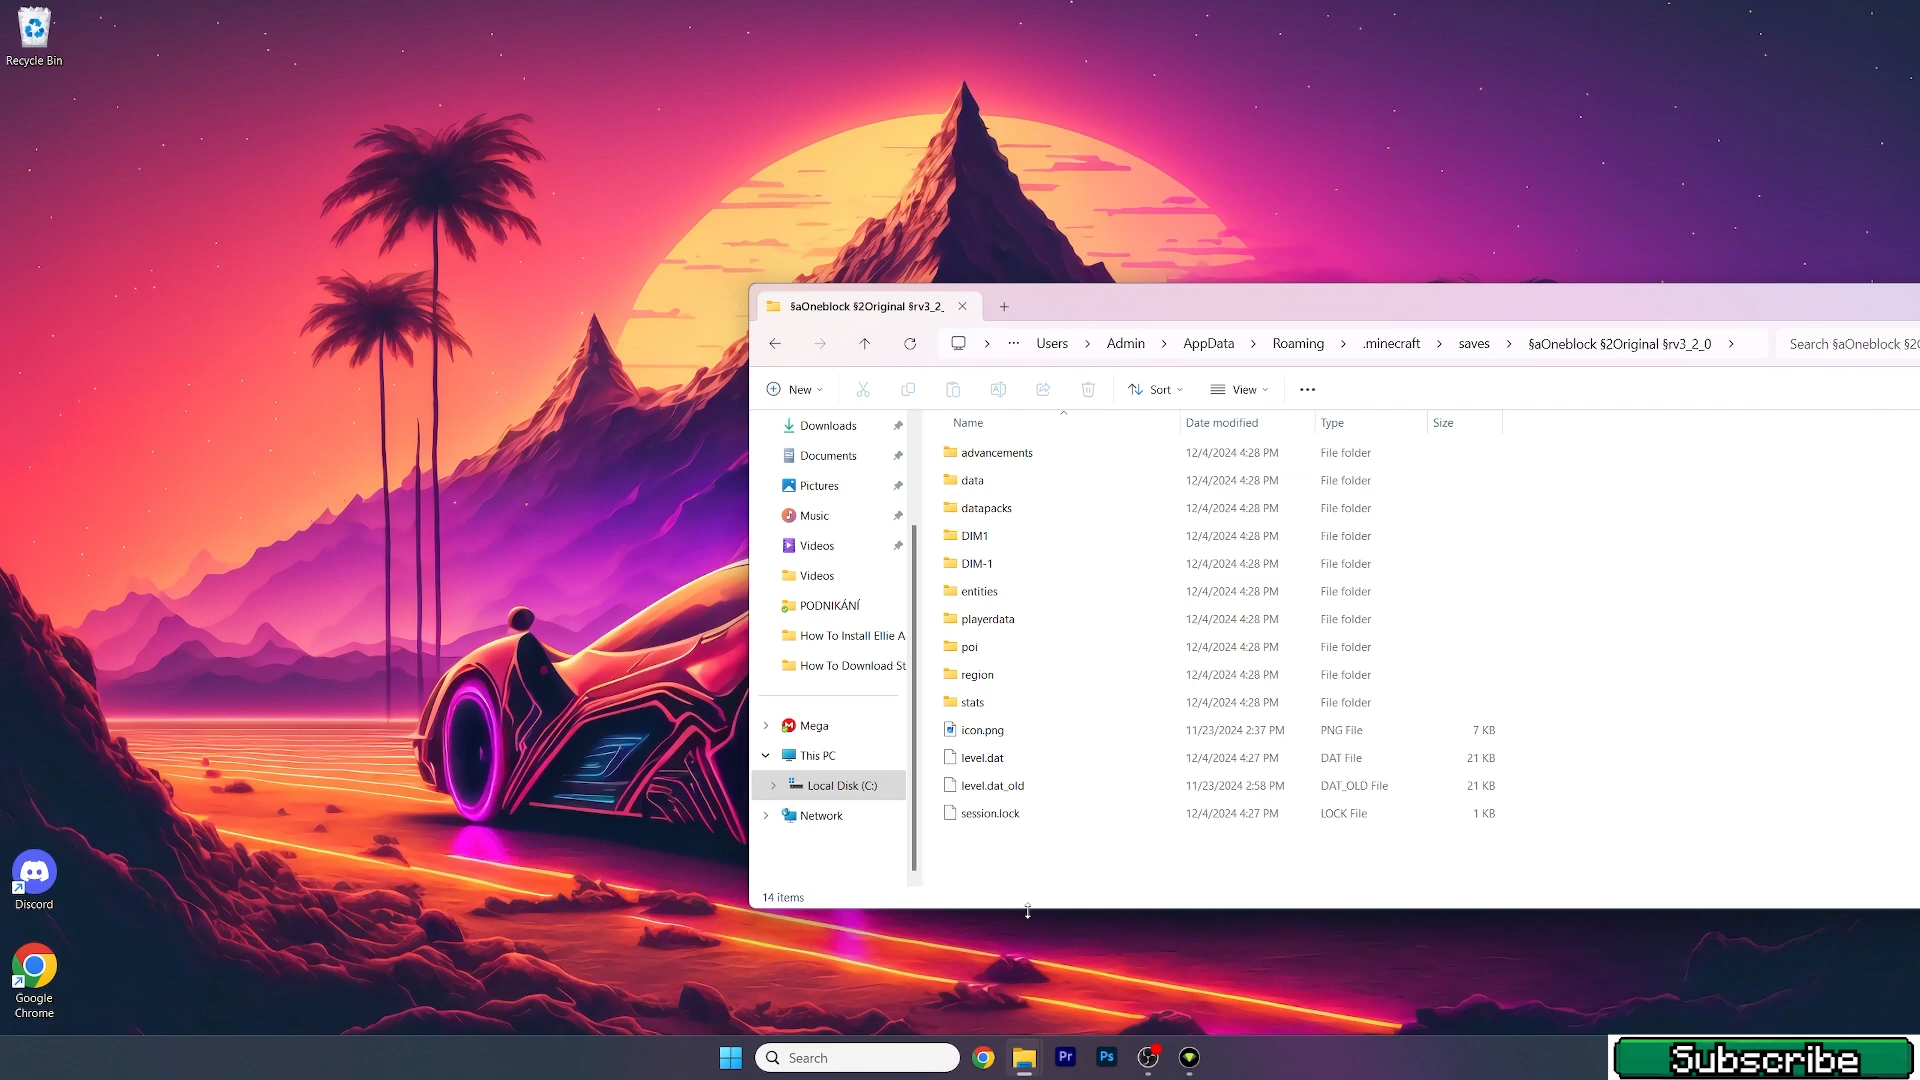 Recycle Bin
§aOneblock §2Original §rv3_2_
Users
Admin
AppData
Roaming
.minecraft
saves
§aOneblock §2Original §rv3_2_0
Search §aOneblock §2O
New
Sort
View
Name
Date modified
Type
Size
Downloads
Documents
Pictures
Music
Videos
Videos
PODNIKÁNÍ
How To Install Ellie A
How To Download St
Mega
This PC
Local Disk (C:)
Network
advancements 12/4/2024 4:28 PM File folder
data 12/4/2024 4:28 PM File folder
datapacks 12/4/2024 4:28 PM File folder
DIM1 12/4/2024 4:28 PM File folder
DIM-1 12/4/2024 4:28 PM File folder
entities 12/4/2024 4:28 PM File folder
playerdata 12/4/2024 4:28 PM File folder
poi 12/4/2024 4:28 PM File folder
region 12/4/2024 4:28 PM File folder
stats 12/4/2024 4:28 PM File folder
icon.png 11/23/2024 2:37 PM PNG File 7 KB
level.dat 12/4/2024 4:27 PM DAT File 21 KB
level.dat_old 11/23/2024 2:58 PM DAT_OLD File 21 KB
session.lock 12/4/2024 4:27 PM LOCK File 1 KB
14 items
Discord
Google
Chrome
Search
Pr
Ps
Subscribe